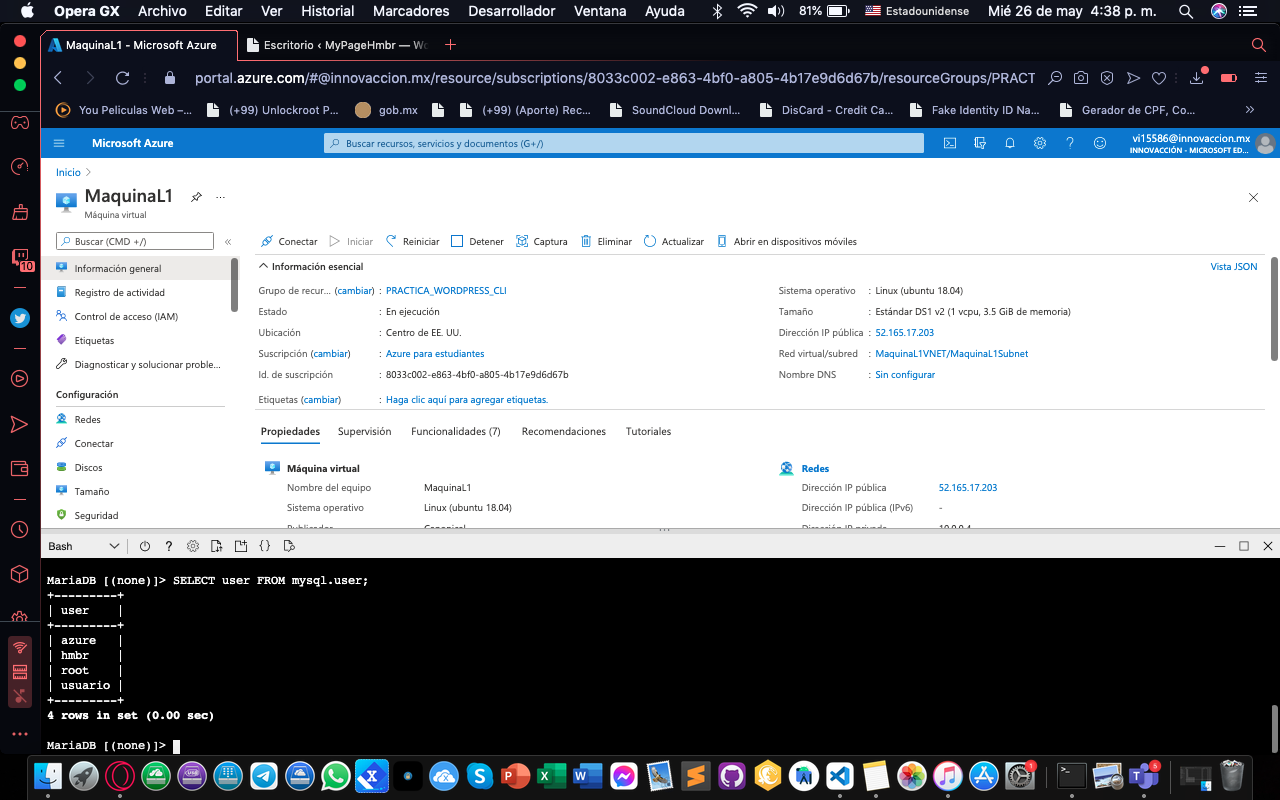 Opera GX Archivo Editar Ver Historial Marcadores Desarrollador Ventana Ayuda 81% Estadounidense Mié 26 de may 4:38 p. m.
MaquinaL1 - Microsoft Azure Escritorio ‹ MyPageHmbr — Wo
portal.azure.com/#@innovaccion.mx/resource/subscriptions/8033c002-e863-4bf0-a805-4b17e9d6d67b/resourceGroups/PRACT
You Peliculas Web –... (+99) Unlockroot P... gob.mx (+99) (Aporte) Rec... SoundCloud Downl... DisCard - Credit Ca... Fake Identity ID Na... Gerador de CPF, Co... »
Microsoft Azure Buscar recursos, servicios y documentos (G+/) vi15586@innovaccion.mx
INNOVACCIÓN - MICROSOFT ED...
Inicio
MaquinaL1 ...
Máquina virtual
Buscar (CMD +/) « Conectar Iniciar Reiniciar Detener Captura Eliminar Actualizar Abrir en dispositivos móviles
Información general
Registro de actividad
Control de acceso (IAM)
Etiquetas
Diagnosticar y solucionar proble...
Configuración
Redes
Conectar
Discos
Tamaño
Seguridad
10
Información esencial Vista JSON
Grupo de recur... (cambiar) : PRACTICA_WORDPRESS_CLI
Estado : En ejecución
Ubicación : Centro de EE. UU.
Suscripción (cambiar) : Azure para estudiantes
Id. de suscripción : 8033c002-e863-4bf0-a805-4b17e9d6d67b
Etiquetas (cambiar) : Haga clic aquí para agregar etiquetas.
Sistema operativo : Linux (ubuntu 18.04)
Tamaño : Estándar DS1 v2 (1 vcpu, 3.5 GiB de memoria)
Dirección IP pública : 52.165.17.203
Red virtual/subred : MaquinaL1VNET/MaquinaL1Subnet
Nombre DNS : Sin configurar
Propiedades Supervisión Funcionalidades (7) Recomendaciones Tutoriales
Máquina virtual
Nombre del equipo MaquinaL1
Sistema operativo Linux (ubuntu 18.04)
Publicador Canonical
Redes
Dirección IP pública 52.165.17.203
Dirección IP pública (IPv6) -
Dirección IP privada 10.0.0.4
Bash ? {}
MariaDB [(none)]> SELECT user FROM mysql.user;
+---------+
| user    |
+---------+
| azure   |
| hmbr    |
| root    |
| usuario |
+---------+
4 rows in set (0.00 sec)
MariaDB [(none)]>
1 5